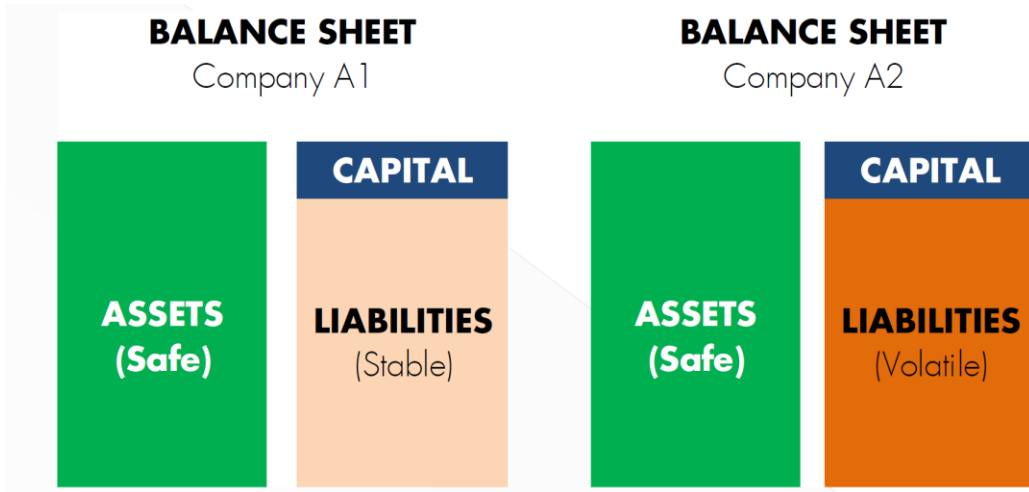 BALANCE SHEET
Company A1
CAPITAL
ASSETS
(Safe)
LIABILITIES
(Stable)
BALANCE SHEET
Company A2
CAPITAL
ASSETS
(Safe)
LIABILITIES
(Volatile)